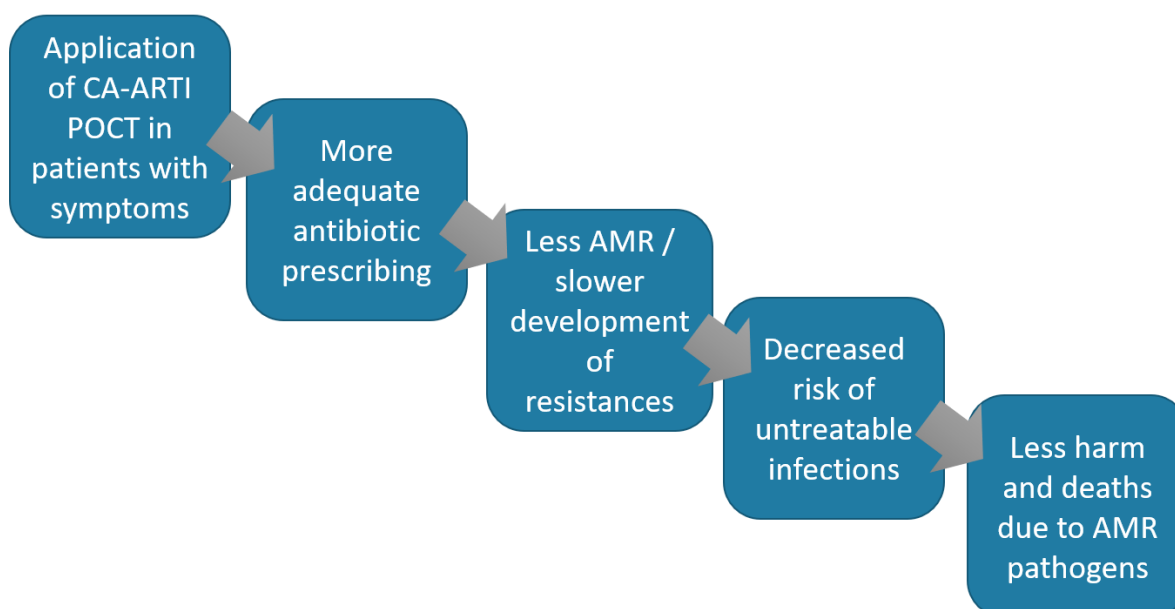 Application
of CA-ARTI
POCT in
patients with
symptoms
More
adequate
antibiotic
prescribing
Less AMR /
slower
development
of
resistances
Decreased
risk of
untreatable
infections
Less harm
and deaths
due to AMR
pathogens